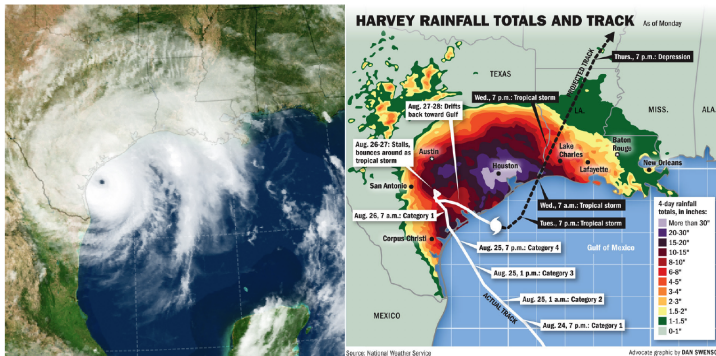 HARVEY RAINFALL TOTALS AND TRACK
As of Monday
Thurs., 7 p.m.: Depression
PROJECTED TRACK
TEXAS
Wed., 7 p.m.: Tropical storm
LA.
MISS.
ALA.
Aug. 27-28: Drifts
back toward Gulf
Aug. 26-27: Stalls,
bounces around as
tropical storm
Austin
Houston
Lake
Charles
Baton
Rouge
Lafayette
New Orleans
San Antonio
Aug. 26, 7 a.m.: Category 1
Wed., 7 a.m.: Tropical storm
Tues., 7 p.m.: Tropical storm
Corpus Christi
Aug. 25, 7 p.m.: Category 4
Gulf of Mexico
Aug. 25, 1 p.m.: Category 3
Aug. 25, 1 a.m.: Category 2
ACTUAL TRACK
Aug. 24, 7 p.m.: Category 1
MEXICO
4-day rainfall
totals, in inches:
More than 30"
20-30"
15-20"
10-15"
8-10"
6-8"
4-5"
3-4"
2-3"
1.5-2"
1-1.5"
0-1"
Source: National Weather Service
Advocate graphic by DAN SWENSO